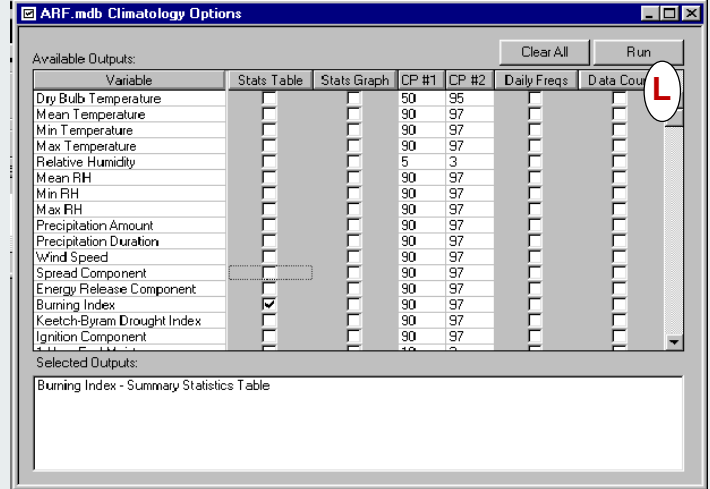 ARF.mdb Climatology Options
Clear All Run
Available Outputs:
Variable Stats Table Stats Graph CP #1 CP #2 Daily Freqs Data Cou
L
Dry Bulb Temperature 50 95
Mean Temperature 90 97
Min Temperature 90 97
Max Temperature 90 97
Relative Humidity 5 3
Mean RH 90 97
Min RH 90 97
Max RH 90 97
Precipitation Amount 90 97
Precipitation Duration 90 97
Wind Speed 90 97
Spread Component 90 97
Energy Release Component 90 97
Burning Index 90 97
Keetch-Byram Drought Index 90 97
Ignition Component 90 97
Selected Outputs:
Burning Index - Summary Statistics Table